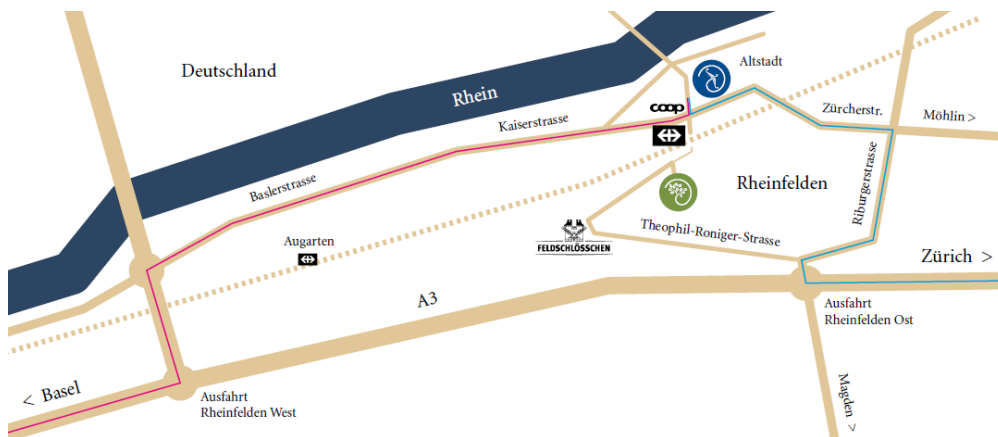 Deutschland
Rhein
Altstadt
coop
Kaiserstrasse
Zürcherstr.
Möhlin >
Baslerstrasse
Riburgerstrasse
Rheinfelden
Augarten
FELDSCHLÖSSCHEN
Theophil-Roniger-Strasse
Zürich >
A3
Ausfahrt
Rheinfelden Ost
< Basel
Ausfahrt
Rheinfelden West
Magden >